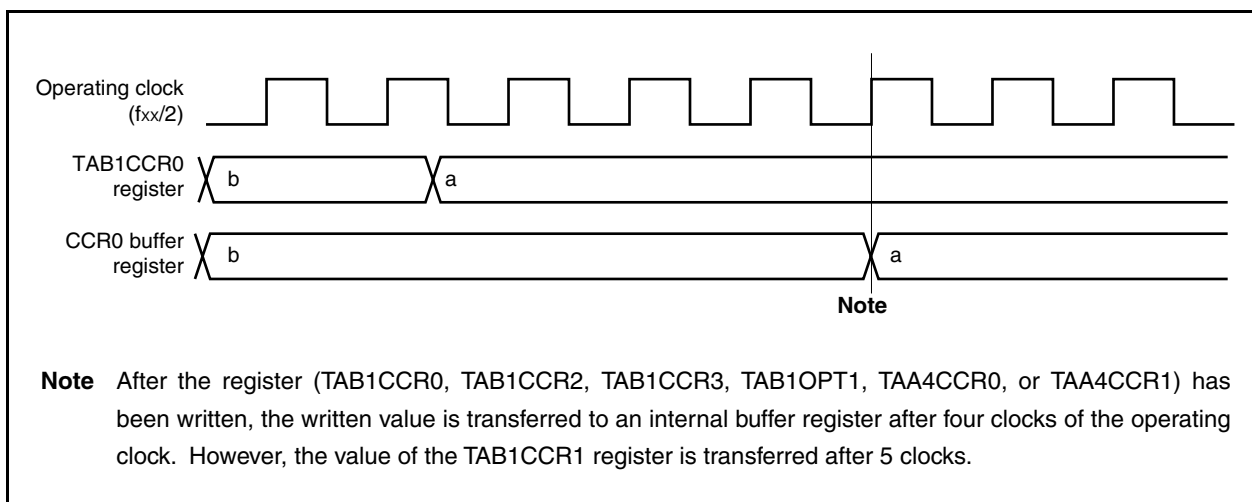 Operating clock
(fxx/2)
TAB1CCR0
register
b
a
CCR0 buffer
register
b
a
Note
Note After the register (TAB1CCR0, TAB1CCR2, TAB1CCR3, TAB1OPT1, TAA4CCR0, or TAA4CCR1) has
been written, the written value is transferred to an internal buffer register after four clocks of the operating
clock. However, the value of the TAB1CCR1 register is transferred after 5 clocks.